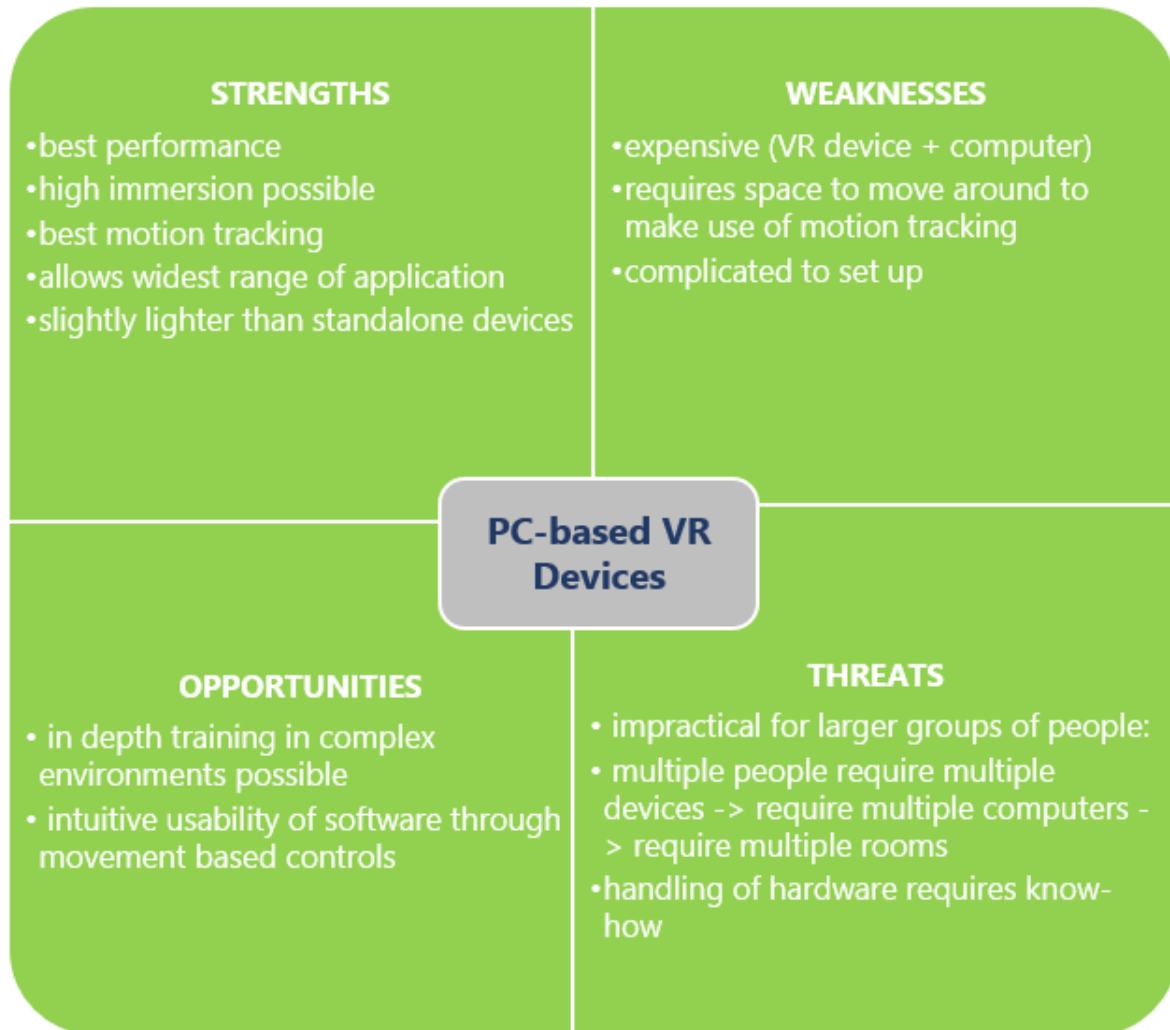 STRENGTHS
•best performance
•high immersion possible
•best motion tracking
•allows widest range of application
•slightly lighter than standalone devices
WEAKNESSES
•expensive (VR device + computer)
•requires space to move around to
make use of motion tracking
•complicated to set up
PC-based VR
Devices
OPPORTUNITIES
• in depth training in complex
environments possible
• intuitive usability of software through
movement based controls
THREATS
• impractical for larger groups of people:
• multiple people require multiple
devices -> require multiple computers -
> require multiple rooms
•handling of hardware requires know-
how